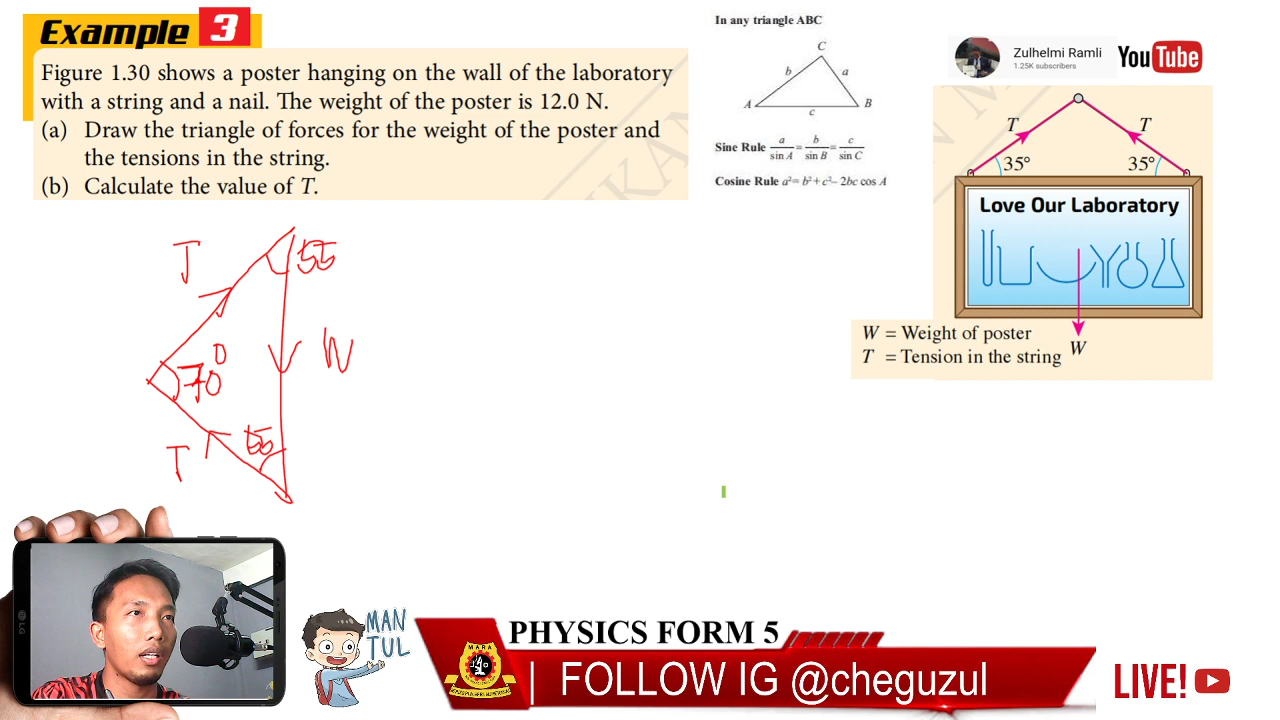 Example 3
Figure 1.30 shows a poster hanging on the wall of the laboratory
with a string and a nail. The weight of the poster is 12.0 N.
(a) Draw the triangle of forces for the weight of the poster and
the tensions in the string.
(b) Calculate the value of T.
In any triangle ABC
C
b a
A B
c
Sine Rule a/sin A = b/sin B = c/sin C
Cosine Rule a² = b² + c² – 2bc cos A
Zulhelmi Ramli
1.25K subscribers
YouTube
T T
35° 35°
Love Our Laboratory
W = Weight of poster
T = Tension in the string
W
T
55
W
70°
55
T
LG
MAN
TUL
MARA
PHYSICS FORM 5
| FOLLOW IG @cheguzul
LIVE!